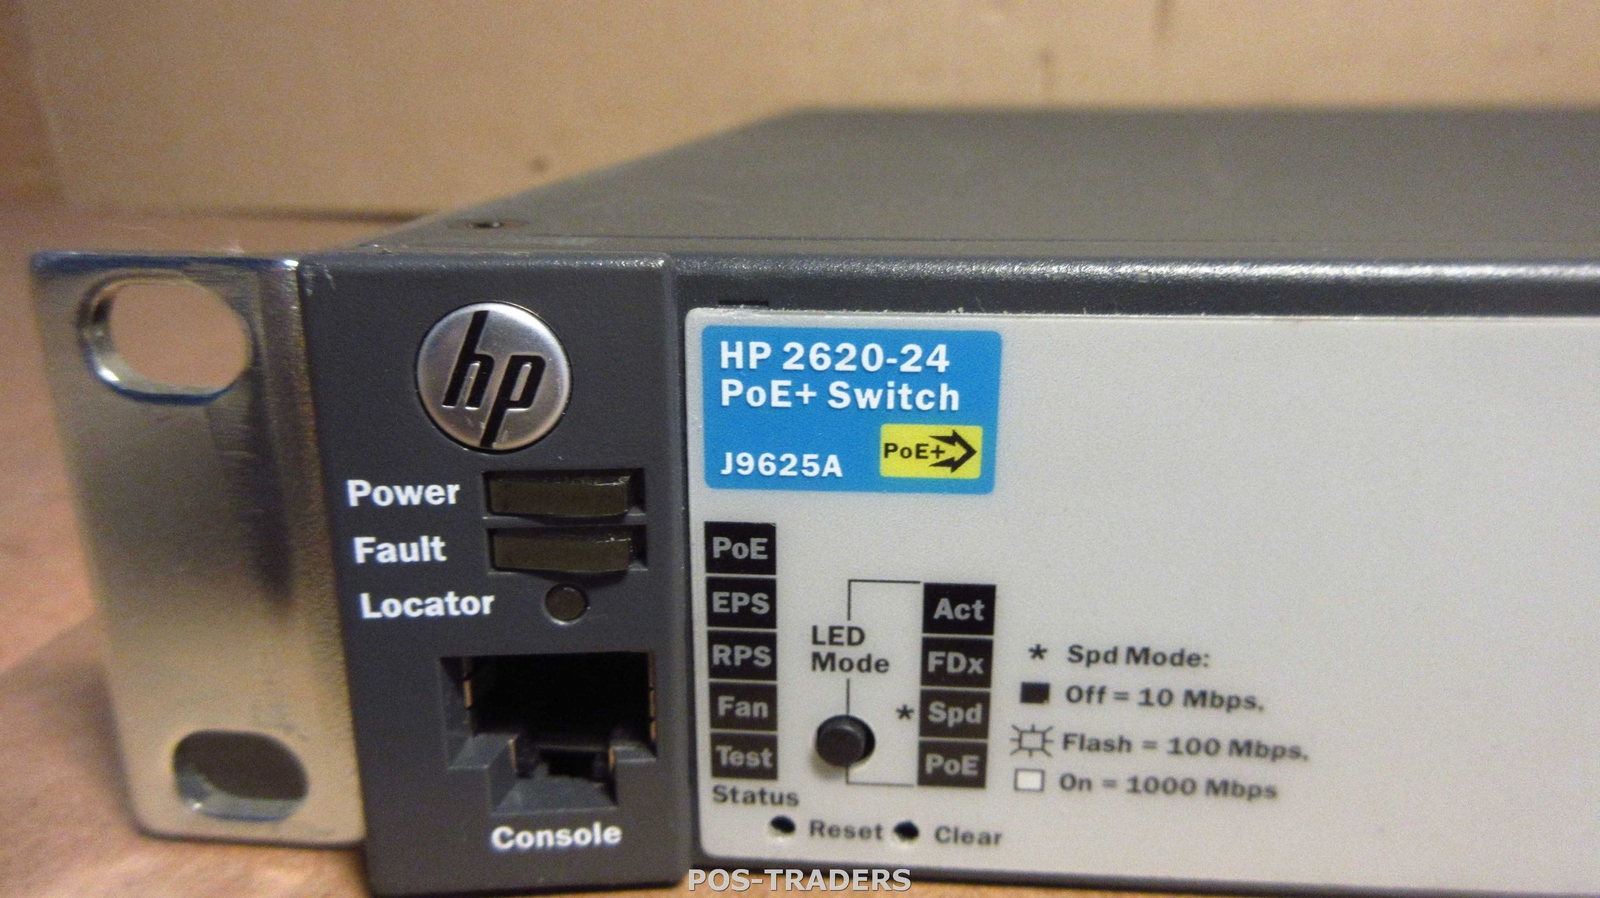 hp
Power
Fault
Locator
Console
HP 2620-24
PoE+ Switch
J9625A
PoE+
PoE
EPS
RPS
Fan
Test
Status
LED
Mode
Act
FDx
* Spd
PoE
* Spd Mode:
Off = 10 Mbps,
Flash = 100 Mbps,
On = 1000 Mbps
Reset
Clear
POS-TRADERS